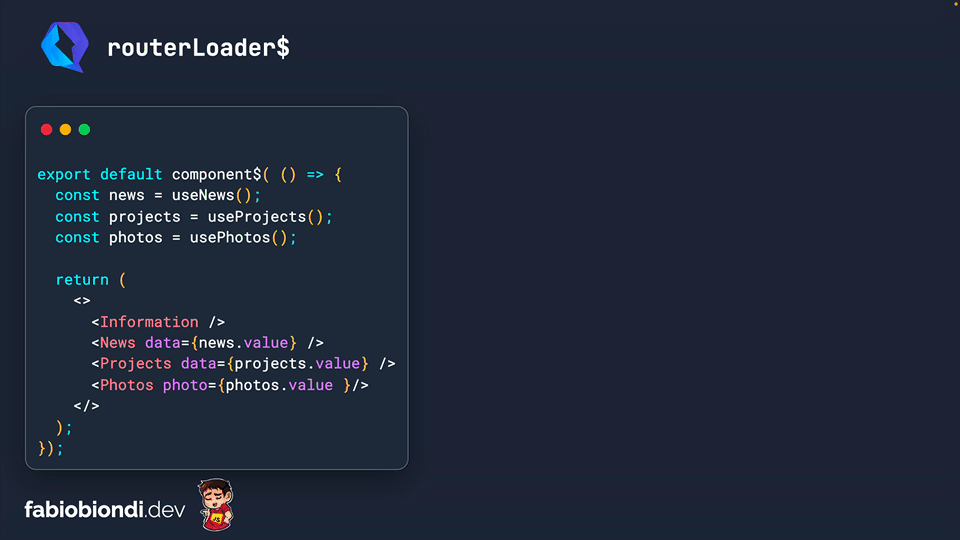 routerLoader$
export default component$( () => {
const news = useNews();
const projects = useProjects();
const photos = usePhotos();
return (
<>
<Information />
<News data={news.value} />
<Projects data={projects.value} />
<Photos photo={photos.value }/>
</>
);
});
fabiobiondi.dev
JS